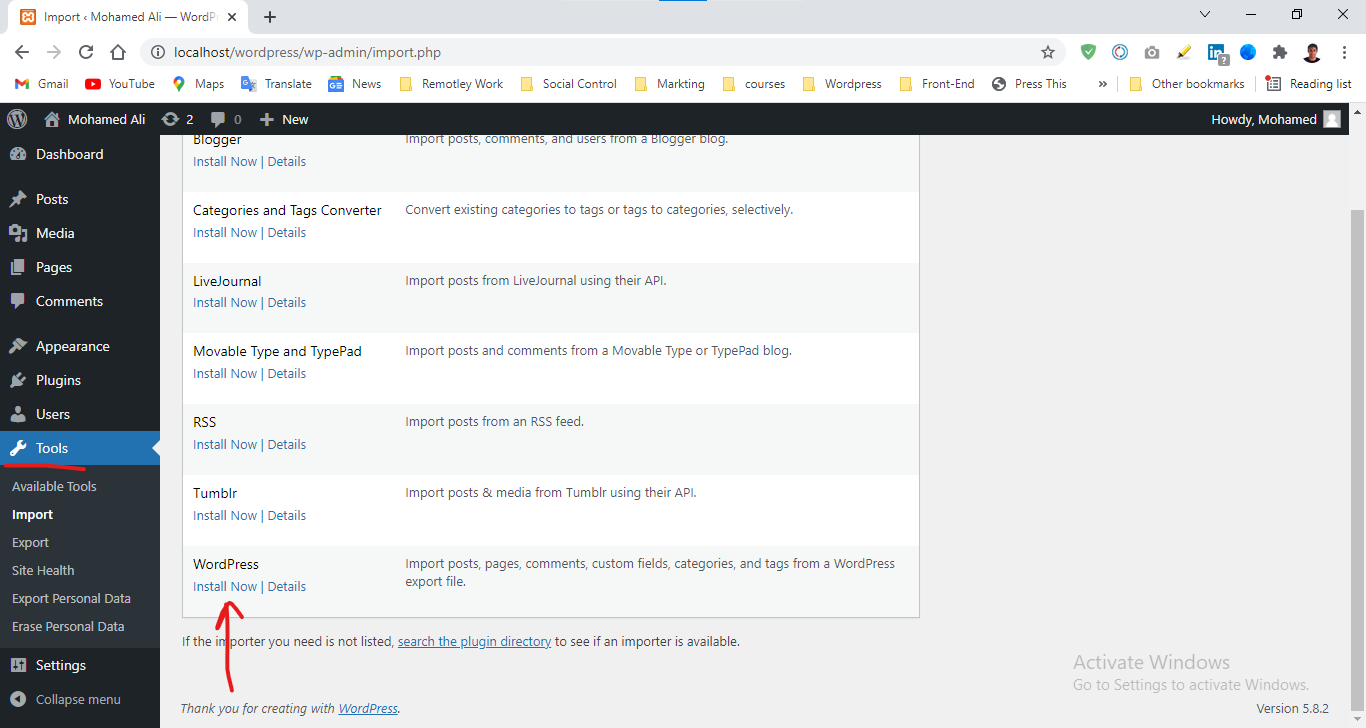 Import ‹ Mohamed Ali — WordP
localhost/wordpress/wp-admin/import.php
Gmail YouTube Maps Translate News Remotley Work Social Control Markting courses Wordpress Front-End Press This » Other bookmarks Reading list
Mohamed Ali 2 0 New Howdy, Mohamed
Dashboard
Posts
Media
Pages
Comments
Appearance
Plugins
Users
Tools
Available Tools
Import
Export
Site Health
Export Personal Data
Erase Personal Data
Settings
Collapse menu
Blogger Import posts, comments, and users from a Blogger blog.
Install Now | Details
Categories and Tags Converter Convert existing categories to tags or tags to categories, selectively.
Install Now | Details
LiveJournal Import posts from LiveJournal using their API.
Install Now | Details
Movable Type and TypePad Import posts and comments from a Movable Type or TypePad blog.
Install Now | Details
RSS Import posts from an RSS feed.
Install Now | Details
Tumblr Import posts & media from Tumblr using their API.
Install Now | Details
WordPress Import posts, pages, comments, custom fields, categories, and tags from a WordPress
Install Now | Details export file.
If the importer you need is not listed, search the plugin directory to see if an importer is available.
Activate Windows
Go to Settings to activate Windows.
Thank you for creating with WordPress. Version 5.8.2